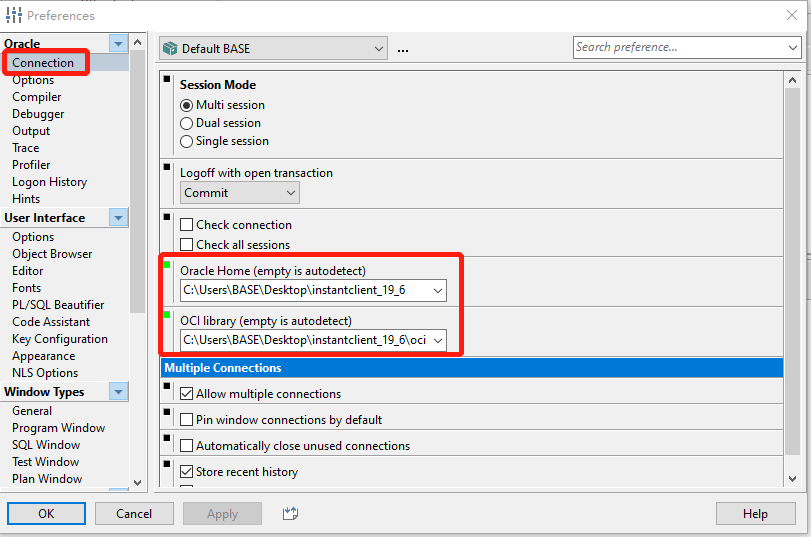 Preferences
Oracle
Connection
Options
Compiler
Debugger
Output
Trace
Profiler
Logon History
Hints
User Interface
Options
Object Browser
Editor
Fonts
PL/SQL Beautifier
Code Assistant
Key Configuration
Appearance
NLS Options
Window Types
General
Program Window
SQL Window
Test Window
Plan Window
Default BASE
...
Search preference...
Session Mode
Multi session
Dual session
Single session
Logoff with open transaction
Commit
Check connection
Check all sessions
Oracle Home (empty is autodetect)
C:\Users\BASE\Desktop\instantclient_19_6
OCI library (empty is autodetect)
C:\Users\BASE\Desktop\instantclient_19_6\oci
Multiple Connections
Allow multiple connections
Pin window connections by default
Automatically close unused connections
Store recent history
OK
Cancel
Apply
Help